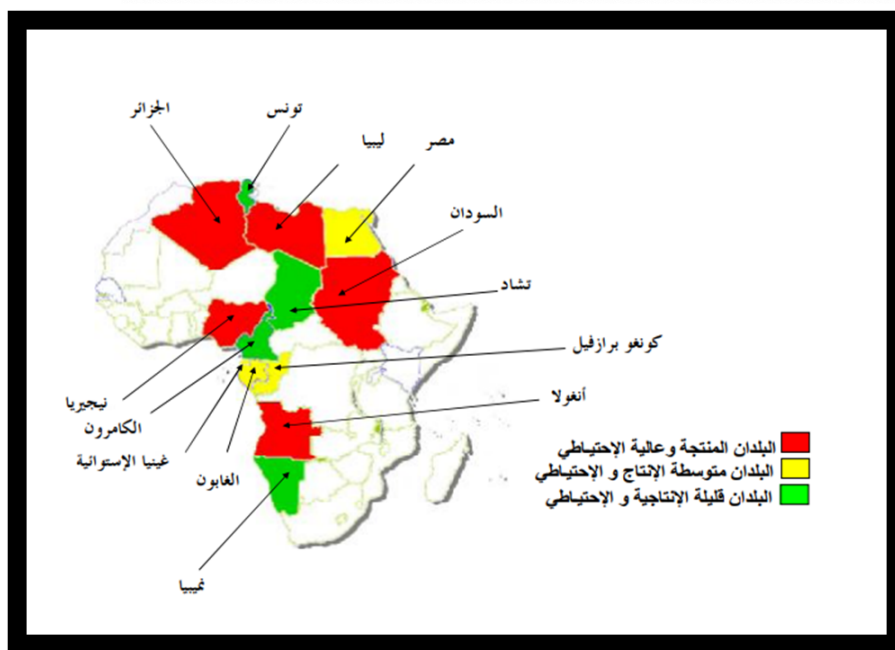 الجزائر
تونس
ليبيا
مصر
السودان
تشاد
كونغو برازفيل
أنغولا
نيجيريا
الكامرون
غينيا الإستوائية
الغابون
نميبيا
البلدان المنتجة وعالية الإحتياطي
البلدان متوسطة الإنتاج و الإحتياطي
البلدان قليلة الإنتاجية و الإحتياطي